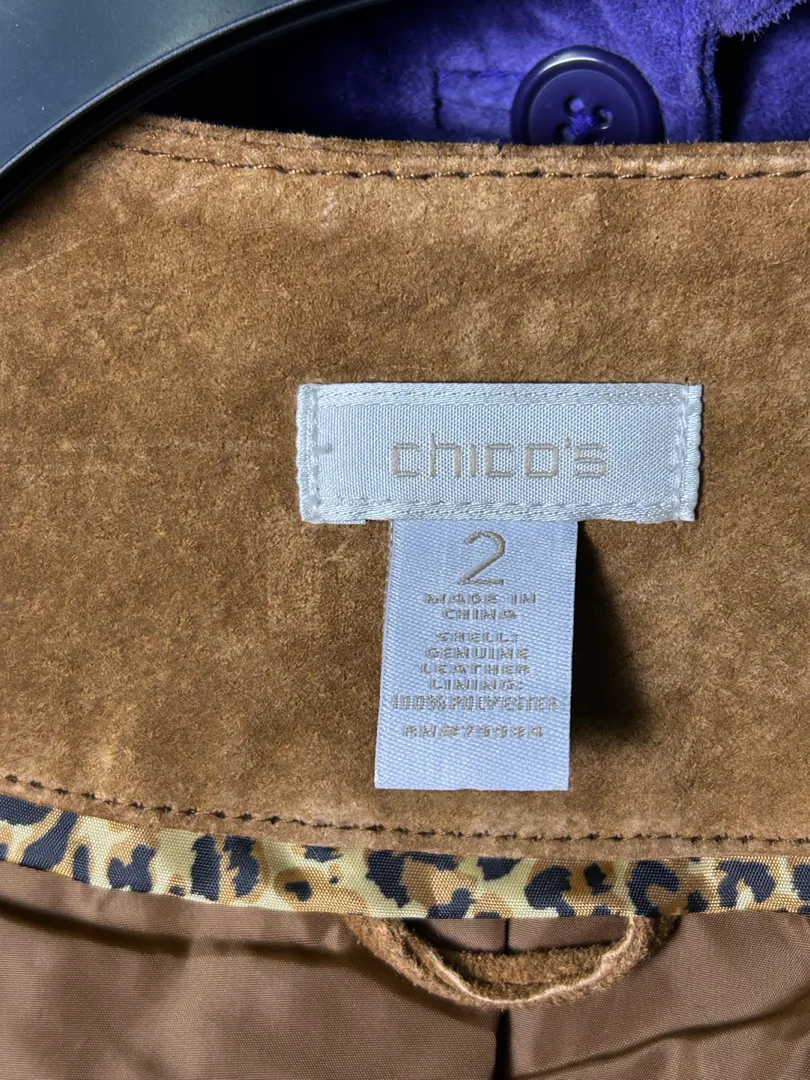 chico's
2
MADE IN
CHINA
SHELL:
GENUINE
LEATHER
LINING:
100% POLYESTER